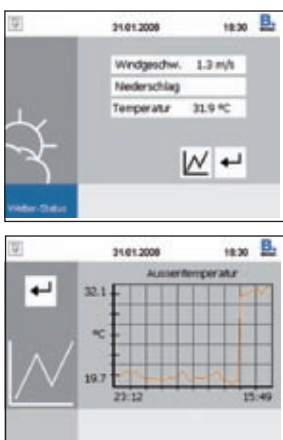 31.01.2008 18:30
Windgeschw. 1.3 m/s
Niederschlag
Temperatur 31.9 °C
Wetter-Status
31.01.2008 18:30
Aussentemperatur
32.1
°C
19.7
23:12 15:49